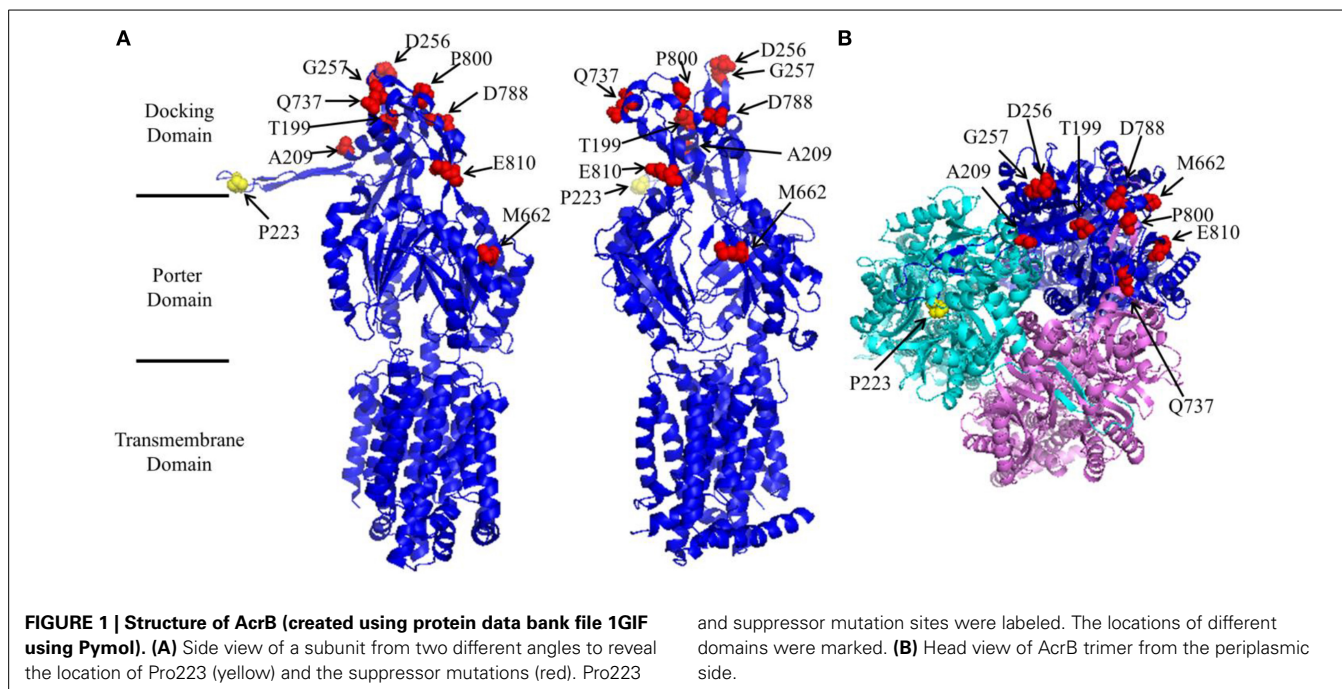 A
D256
G257
P800
Q737
D788
T199
A209
E810
P223
M662
Docking
Domain
Porter
Domain
Transmembrane
Domain
D256
P800
G257
Q737
D788
T199
A209
E810
P223
M662
B
D256
T199
D788
G257
M662
A209
P800
E810
P223
Q737
FIGURE 1 | Structure of AcrB (created using protein data bank file 1GIF
using Pymol). (A) Side view of a subunit from two different angles to reveal
the location of Pro223 (yellow) and the suppressor mutations (red). Pro223
and suppressor mutation sites were labeled. The locations of different
domains were marked. (B) Head view of AcrB trimer from the periplasmic
side.